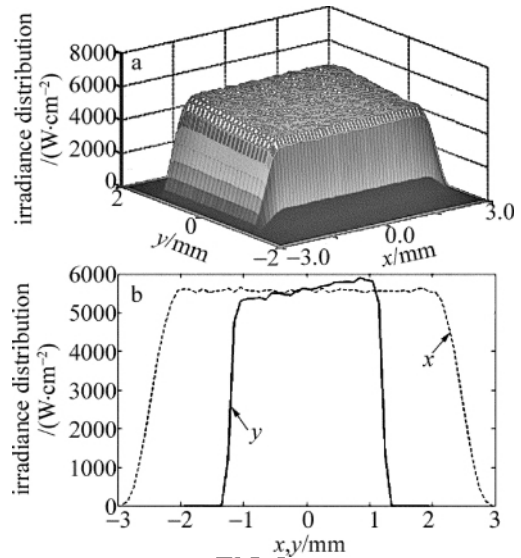 irradiance distribution
/(W·cm⁻²)
8000
6000
4000
2000
0
a
2
0
−2
y/mm
−3.0
0.0
3.0
x/mm
irradiance distribution
/(W·cm⁻²)
6000
5000
4000
3000
2000
1000
0
b
x
y
−3
−2
−1
0
1
2
3
x,y/mm